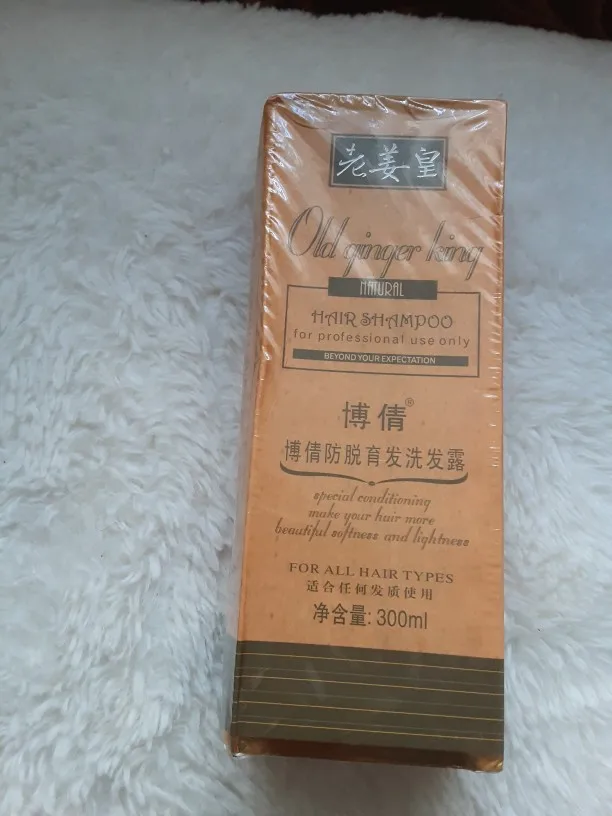 老姜皇
Old ginger king
NATURAL
HAIR SHAMPOO
for professional use only
BEYOND YOUR EXPECTATION
博倩®
博倩防脱育发洗发露
special conditioning
make your hair more
beautiful softness and lightness
FOR ALL HAIR TYPES
适合任何发质使用
净含量: 300ml